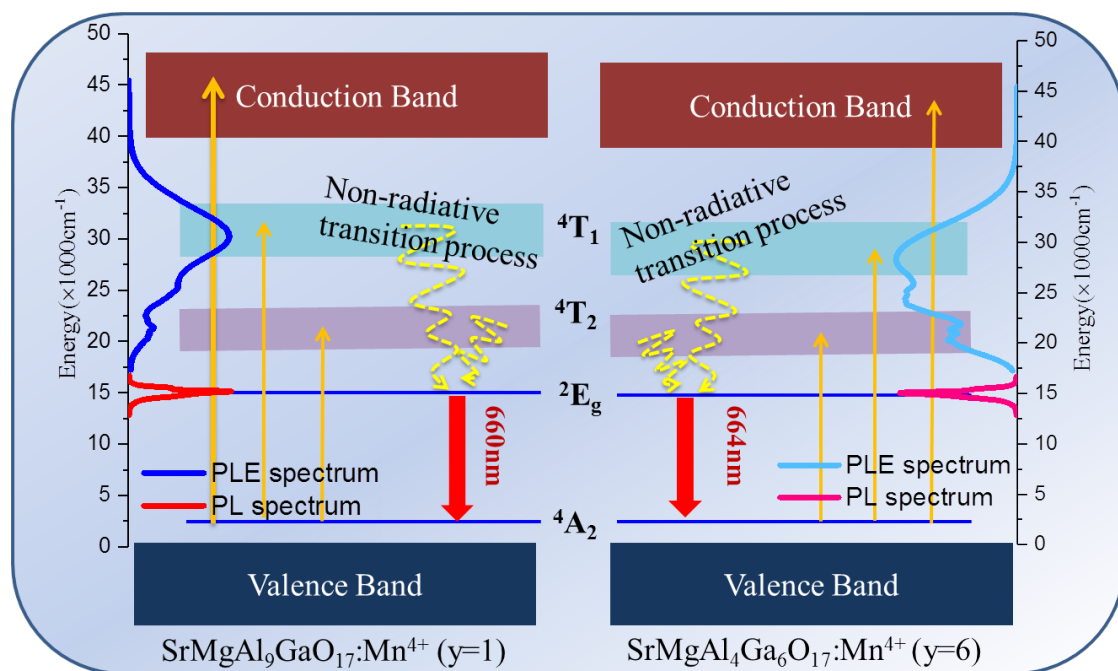 50
45
40
35
30
25
20
15
10
5
0
Energy(×1000cm⁻¹)
Conduction Band
Non-radiative
transition process
660nm
PLE spectrum
PL spectrum
Valence Band
SrMgAl₉GaO₁₇:Mn⁴⁺ (y=1)
⁴T₁
⁴T₂
²E_g
⁴A₂
Conduction Band
Non-radiative
transition process
664nm
PLE spectrum
PL spectrum
Valence Band
SrMgAl₄Ga₆O₁₇:Mn⁴⁺ (y=6)
50
45
40
35
30
25
20
15
10
5
0
Energy(×1000cm⁻¹)